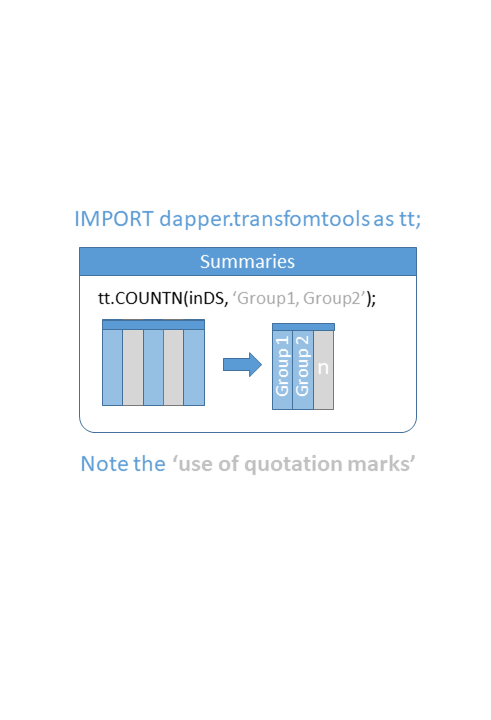 IMPORT dapper.transfomtools as tt;
Summaries
tt.COUNTN(inDS, ‘Group1, Group2’);
Group 1
Group 2
n
Note the ‘use of quotation marks’